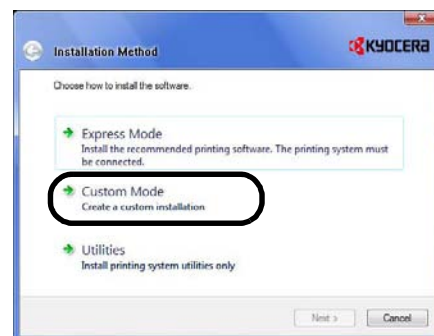 Installation Method
KYOCERA
Choose how to install the software.
Express Mode
Install the recommended printing software. The printing system must
be connected.
Custom Mode
Create a custom installation
Utilities
Install printing system utilities only
Next >
Cancel